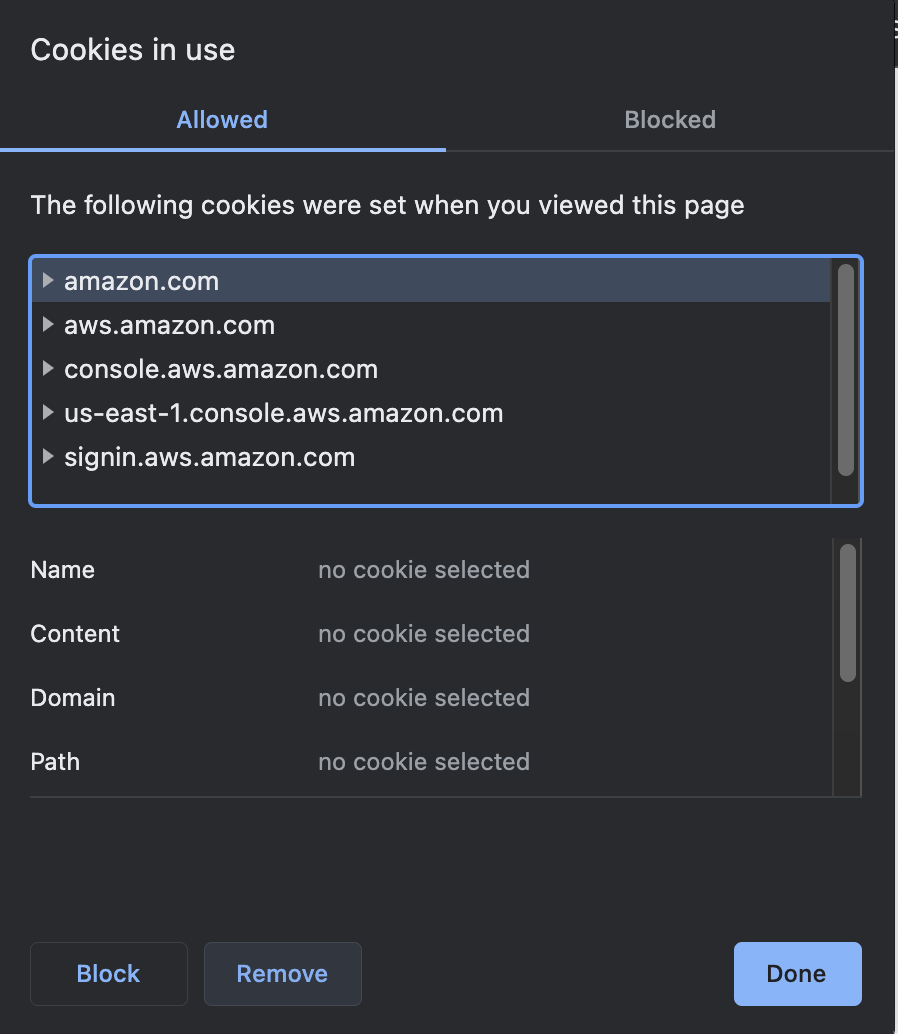 Cookies in use
Allowed Blocked
The following cookies were set when you viewed this page
amazon.com
aws.amazon.com
console.aws.amazon.com
us-east-1.console.aws.amazon.com
signin.aws.amazon.com
Name no cookie selected
Content no cookie selected
Domain no cookie selected
Path no cookie selected
Block Remove Done